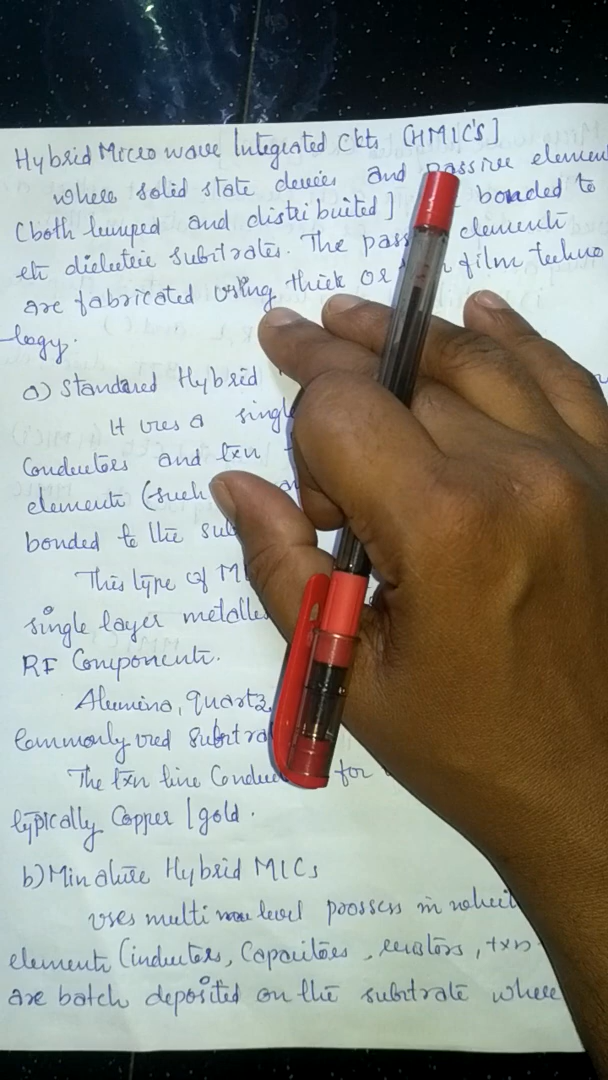 Hybrid Micro wave Integrated Ckts [HMIC's]
where solid state devices and passive elemen
(both lumped and distributed] bonded to
the dielectric substrates. The pass elements
are fabricated using thick or film techno
logy.
a) Standard Hybrid
It uses a singl
Conductors and txn
elements (such
bonded to the sub
This type of M
single layer metalle
RF Components.
Alumina, quartz
Commonly used substra
The txn line Conduc for
typically Copper / gold.
b) Minature Hybrid MICs
uses multi level process in which
elements (inductors, Capacitors, resistors, txn
are batch deposited on the substrate where